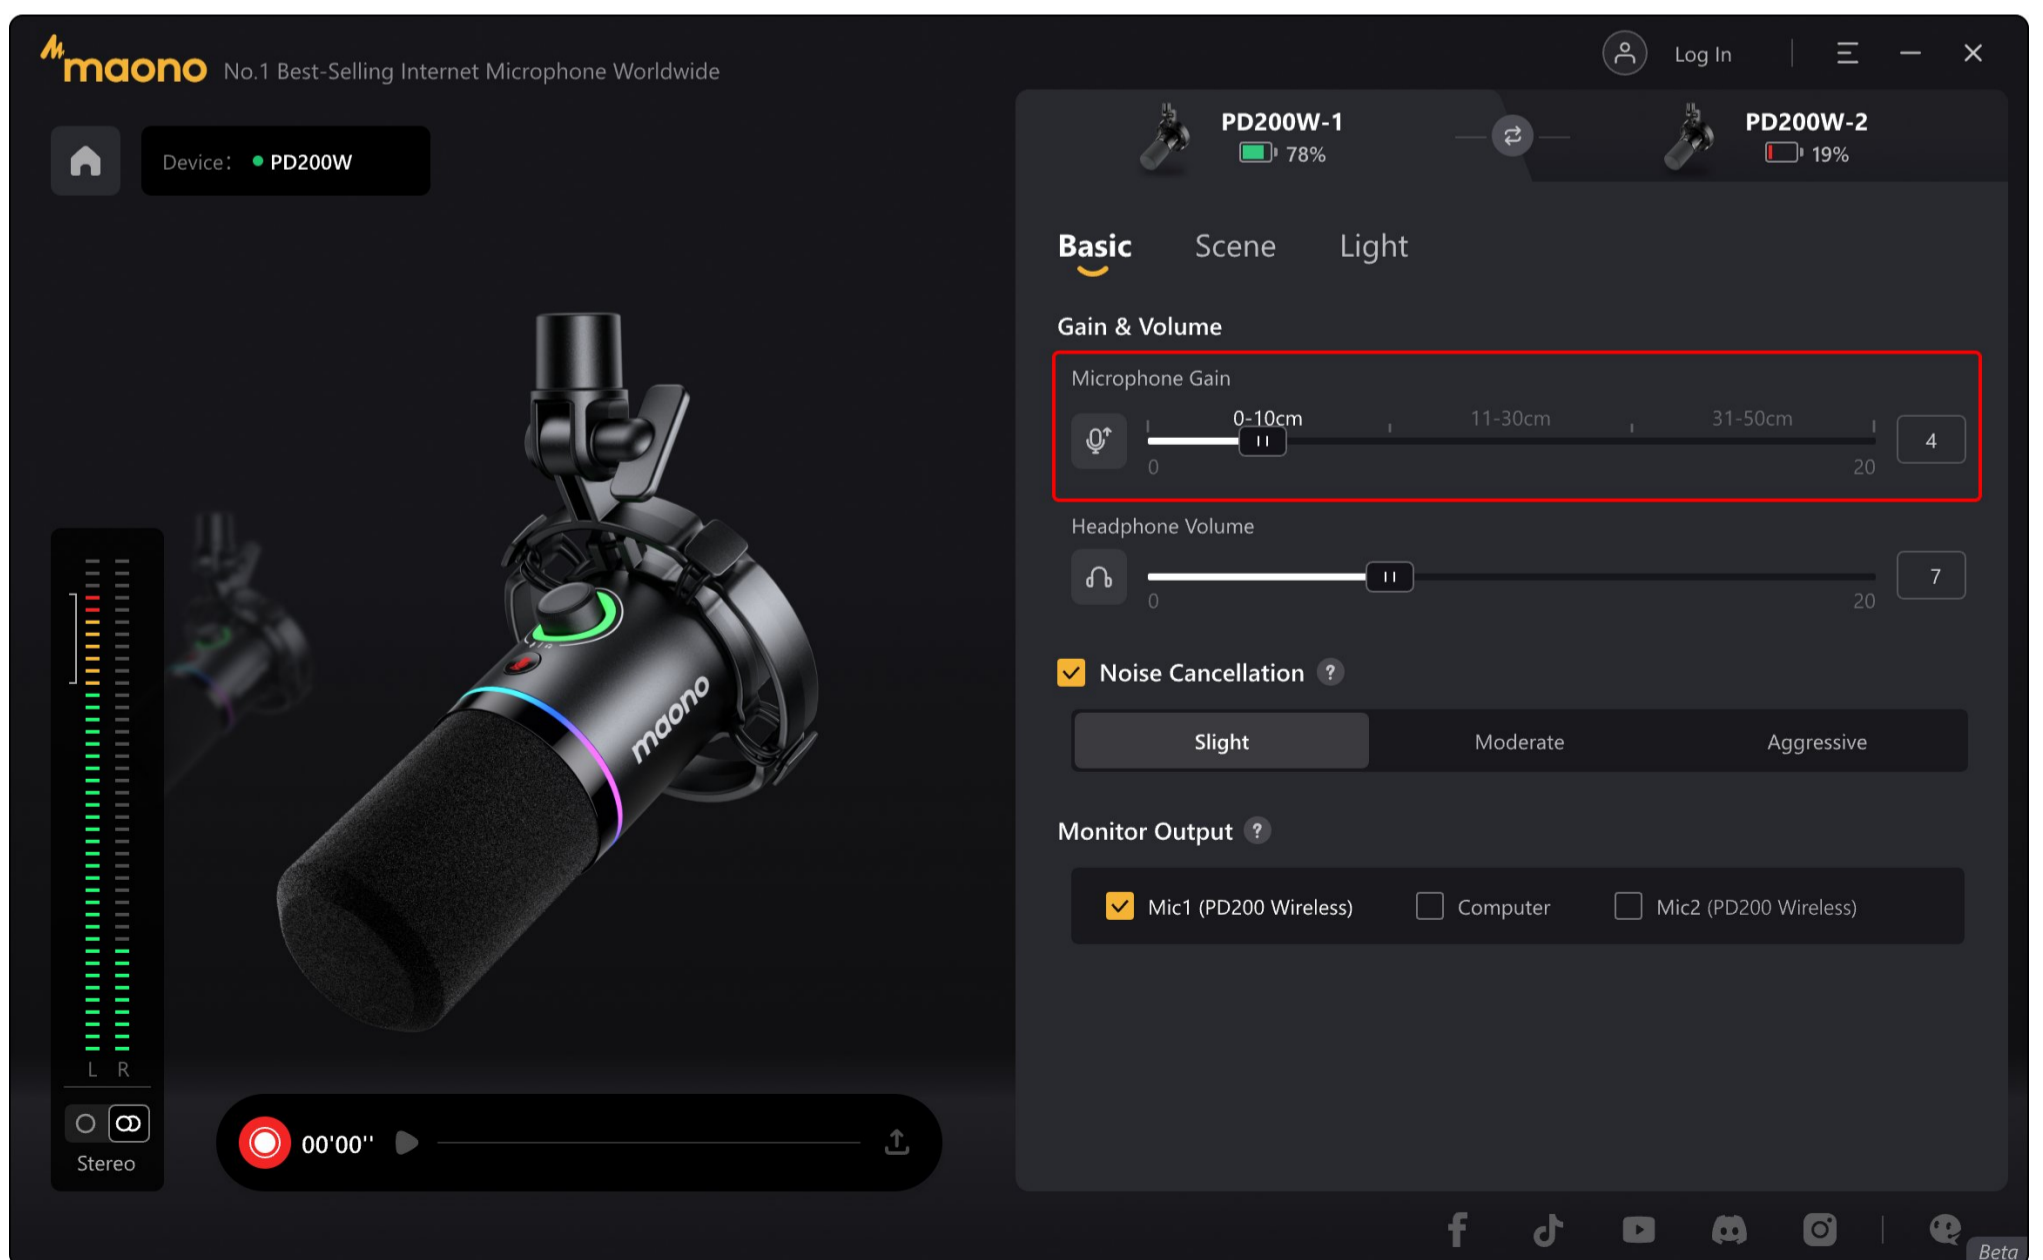 maono No.1 Best-Selling Internet Microphone Worldwide
Log In
Device: PD200W
PD200W-1
78%
PD200W-2
19%
Basic Scene Light
Gain & Volume
Microphone Gain
0-10cm 11-30cm 31-50cm
4
0 20
Headphone Volume
7
0 20
Noise Cancellation ?
Slight Moderate Aggressive
Monitor Output ?
Mic1 (PD200 Wireless) Computer Mic2 (PD200 Wireless)
maono
L R
Stereo
00'00''
Beta